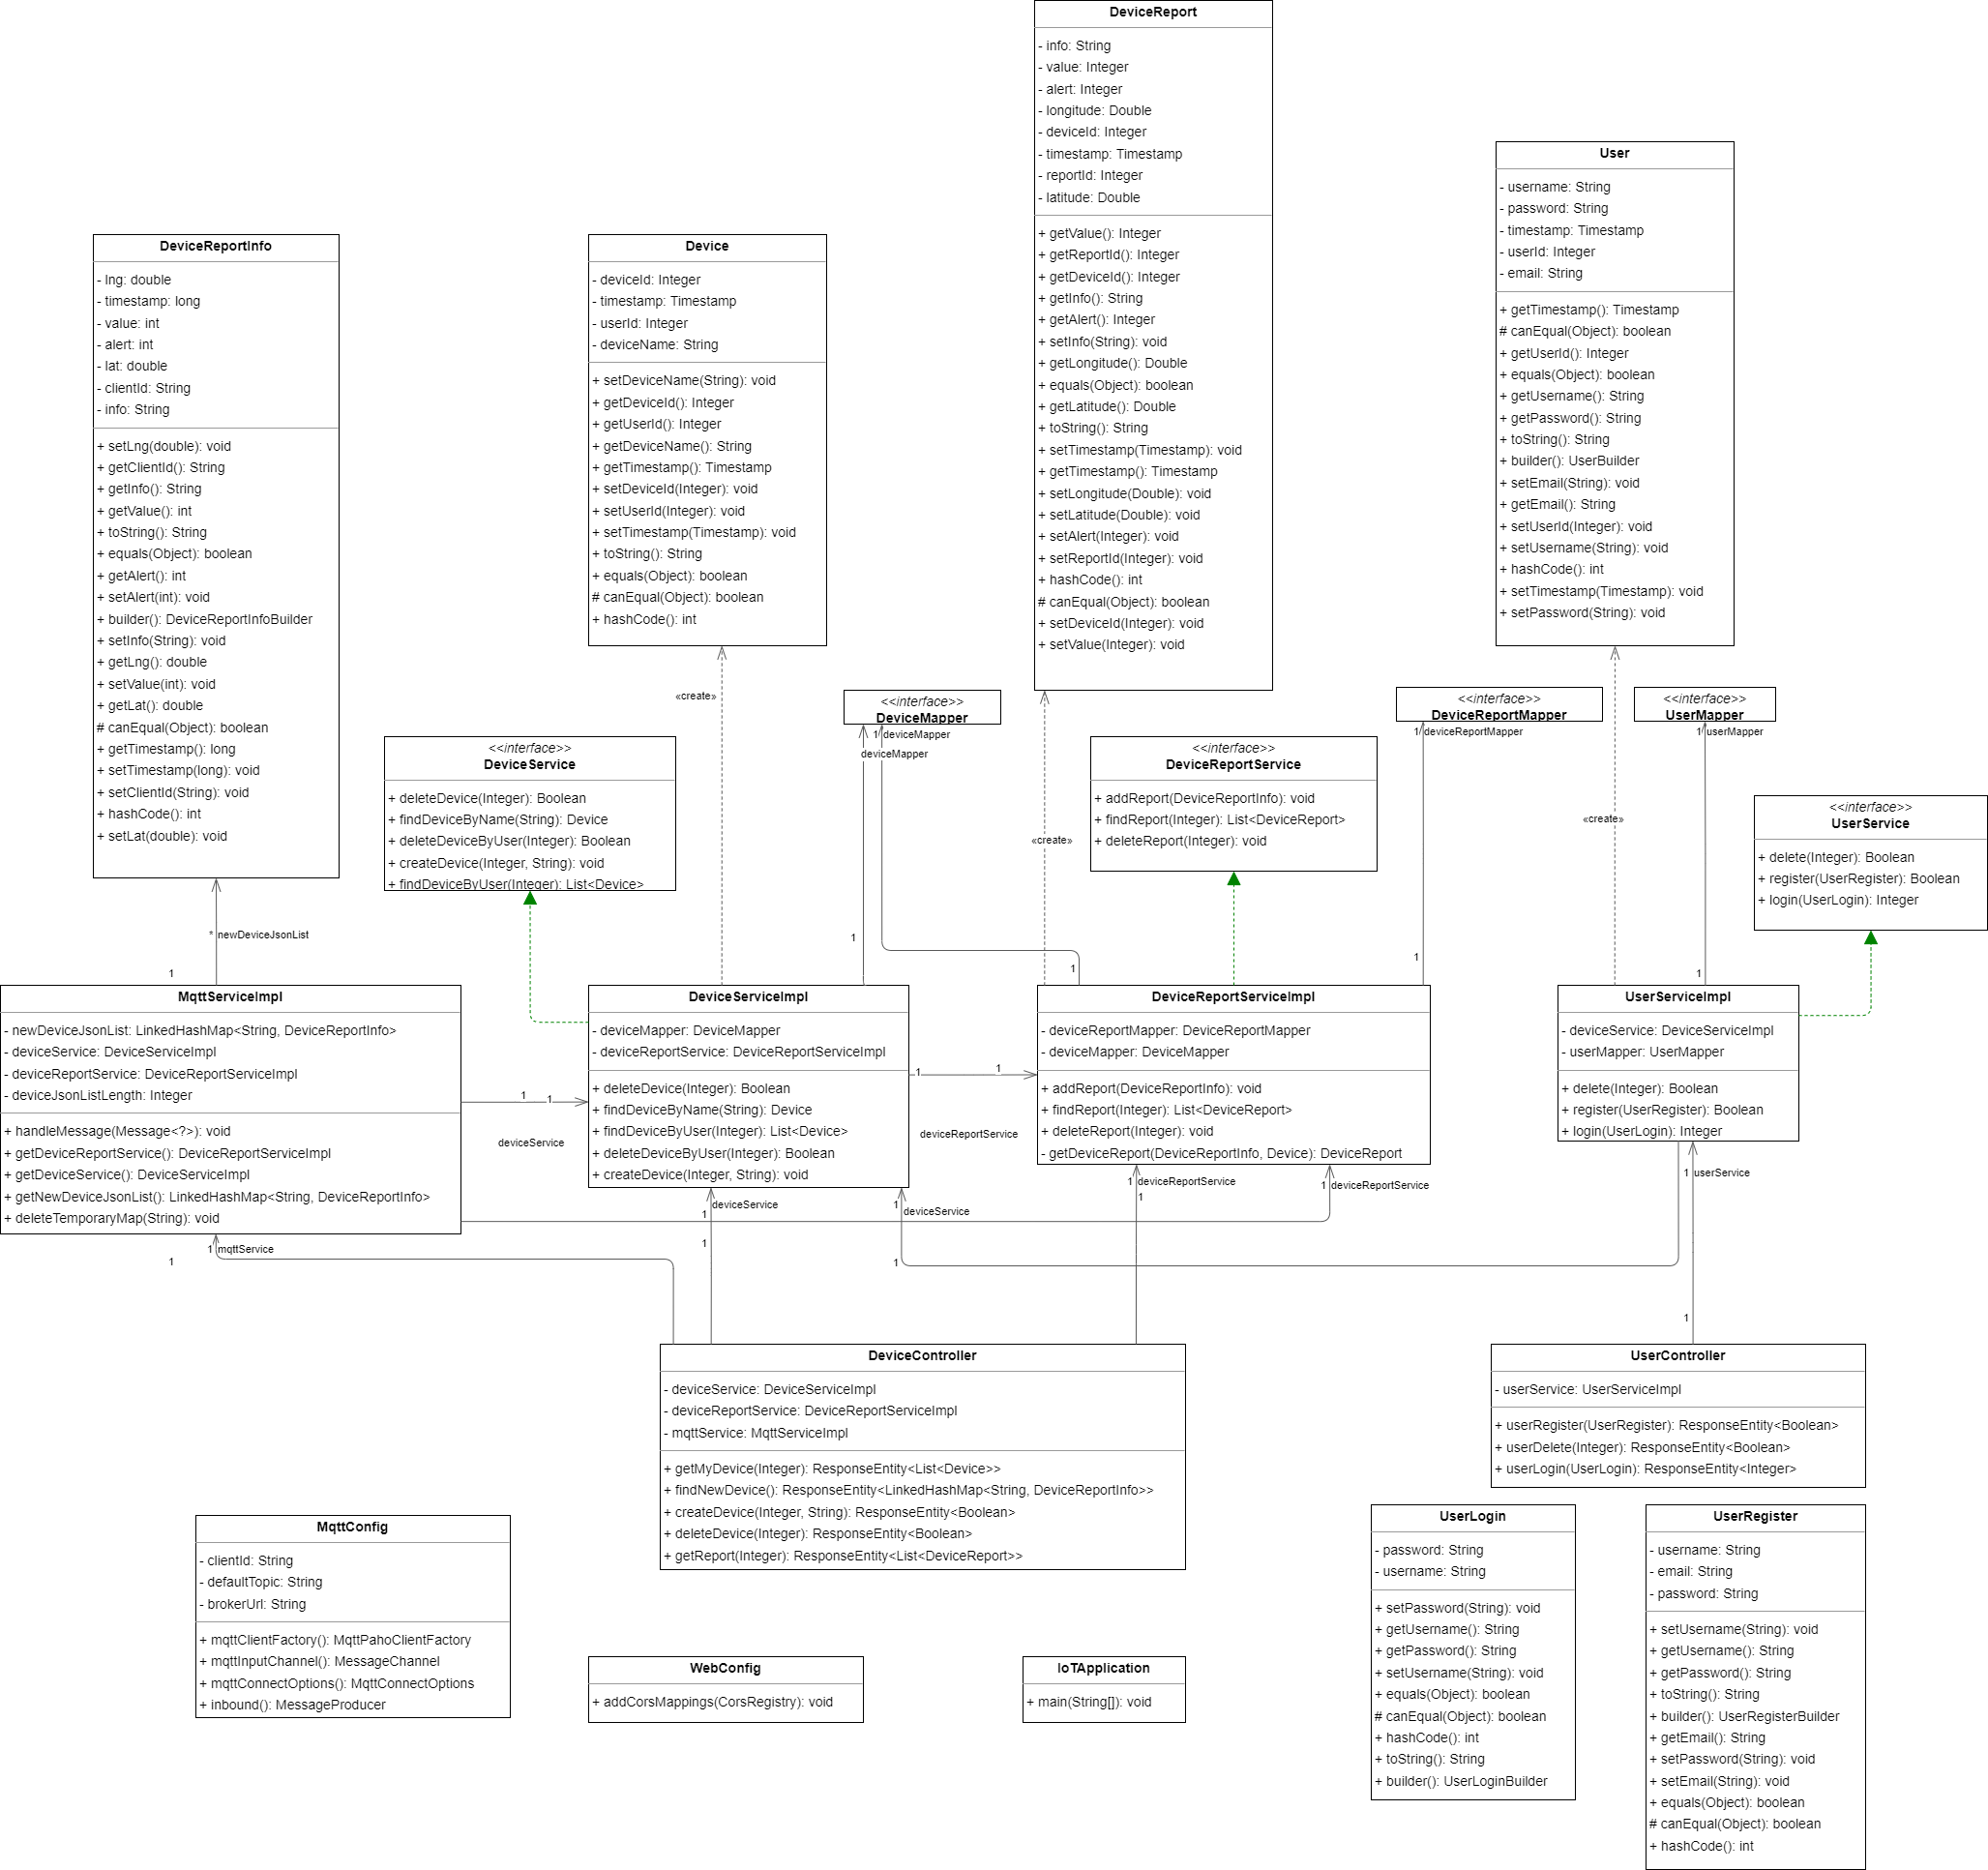 DeviceReport
- info: String
- value: Integer
- alert: Integer
- longitude: Double
- deviceId: Integer
- timestamp: Timestamp
- reportId: Integer
- latitude: Double
+ getValue(): Integer
+ getReportId(): Integer
+ getDeviceId(): Integer
+ getInfo(): String
+ getAlert(): Integer
+ setInfo(String): void
+ getLongitude(): Double
+ equals(Object): boolean
+ getLatitude(): Double
+ toString(): String
+ setTimestamp(Timestamp): void
+ getTimestamp(): Timestamp
+ setLongitude(Double): void
+ setLatitude(Double): void
+ setAlert(Integer): void
+ setReportId(Integer): void
+ hashCode(): int
# canEqual(Object): boolean
+ setDeviceId(Integer): void
+ setValue(Integer): void
User
- username: String
- password: String
- timestamp: Timestamp
- userId: Integer
- email: String
+ getTimestamp(): Timestamp
# canEqual(Object): boolean
+ getUserId(): Integer
+ equals(Object): boolean
+ getUsername(): String
+ getPassword(): String
+ toString(): String
+ builder(): UserBuilder
+ setEmail(String): void
+ getEmail(): String
+ setUserId(Integer): void
+ setUsername(String): void
+ hashCode(): int
+ setTimestamp(Timestamp): void
+ setPassword(String): void
DeviceReportInfo
- lng: double
- timestamp: long
- value: int
- alert: int
- lat: double
- clientId: String
- info: String
+ setLng(double): void
+ getClientId(): String
+ getInfo(): String
+ getValue(): int
+ toString(): String
+ equals(Object): boolean
+ getAlert(): int
+ setAlert(int): void
+ builder(): DeviceReportInfoBuilder
+ setInfo(String): void
+ getLng(): double
+ setValue(int): void
+ getLat(): double
# canEqual(Object): boolean
+ getTimestamp(): long
+ setTimestamp(long): void
+ setClientId(String): void
+ hashCode(): int
+ setLat(double): void
Device
- deviceId: Integer
- timestamp: Timestamp
- userId: Integer
- deviceName: String
+ setDeviceName(String): void
+ getDeviceId(): Integer
+ getUserId(): Integer
+ getDeviceName(): String
+ getTimestamp(): Timestamp
+ setDeviceId(Integer): void
+ setUserId(Integer): void
+ setTimestamp(Timestamp): void
+ toString(): String
+ equals(Object): boolean
# canEqual(Object): boolean
+ hashCode(): int
«create»
<<interface>>
DeviceMapper
1 deviceMapper
deviceMapper
<<interface>>
DeviceReportMapper
1 deviceReportMapper
<<interface>>
UserMapper
1 userMapper
<<interface>>
DeviceService
+ deleteDevice(Integer): Boolean
+ findDeviceByName(String): Device
+ deleteDeviceByUser(Integer): Boolean
+ createDevice(Integer, String): void
+ findDeviceByUser(Integer): List<Device>
<<interface>>
DeviceReportService
+ addReport(DeviceReportInfo): void
+ findReport(Integer): List<DeviceReport>
+ deleteReport(Integer): void
<<interface>>
UserService
+ delete(Integer): Boolean
+ register(UserRegister): Boolean
+ login(UserLogin): Integer
«create»
«create»
* newDeviceJsonList
1
1
1
1
1
MqttServiceImpl
- newDeviceJsonList: LinkedHashMap<String, DeviceReportInfo>
- deviceService: DeviceServiceImpl
- deviceReportService: DeviceReportServiceImpl
- deviceJsonListLength: Integer
+ handleMessage(Message<?>): void
+ getDeviceReportService(): DeviceReportServiceImpl
+ getDeviceService(): DeviceServiceImpl
+ getNewDeviceJsonList(): LinkedHashMap<String, DeviceReportInfo>
+ deleteTemporaryMap(String): void
1 1
deviceService
DeviceServiceImpl
- deviceMapper: DeviceMapper
- deviceReportService: DeviceReportServiceImpl
+ deleteDevice(Integer): Boolean
+ findDeviceByName(String): Device
+ findDeviceByUser(Integer): List<Device>
+ deleteDeviceByUser(Integer): Boolean
+ createDevice(Integer, String): void
1 1
deviceReportService
DeviceReportServiceImpl
- deviceReportMapper: DeviceReportMapper
- deviceMapper: DeviceMapper
+ addReport(DeviceReportInfo): void
+ findReport(Integer): List<DeviceReport>
+ deleteReport(Integer): void
- getDeviceReport(DeviceReportInfo, Device): DeviceReport
UserServiceImpl
- deviceService: DeviceServiceImpl
- userMapper: UserMapper
+ delete(Integer): Boolean
+ register(UserRegister): Boolean
+ login(UserLogin): Integer
1 userService
1 deviceReportService
1 deviceReportService
1
deviceService
1
1
deviceService
1
1 mqttService
1
1
1
1
DeviceController
- deviceService: DeviceServiceImpl
- deviceReportService: DeviceReportServiceImpl
- mqttService: MqttServiceImpl
+ getMyDevice(Integer): ResponseEntity<List<Device>>
+ findNewDevice(): ResponseEntity<LinkedHashMap<String, DeviceReportInfo>>
+ createDevice(Integer, String): ResponseEntity<Boolean>
+ deleteDevice(Integer): ResponseEntity<Boolean>
+ getReport(Integer): ResponseEntity<List<DeviceReport>>
UserController
- userService: UserServiceImpl
+ userRegister(UserRegister): ResponseEntity<Boolean>
+ userDelete(Integer): ResponseEntity<Boolean>
+ userLogin(UserLogin): ResponseEntity<Integer>
MqttConfig
- clientId: String
- defaultTopic: String
- brokerUrl: String
+ mqttClientFactory(): MqttPahoClientFactory
+ mqttInputChannel(): MessageChannel
+ mqttConnectOptions(): MqttConnectOptions
+ inbound(): MessageProducer
WebConfig
+ addCorsMappings(CorsRegistry): void
IoTApplication
+ main(String[]): void
UserLogin
- password: String
- username: String
+ setPassword(String): void
+ getUsername(): String
+ getPassword(): String
+ setUsername(String): void
+ equals(Object): boolean
# canEqual(Object): boolean
+ hashCode(): int
+ toString(): String
+ builder(): UserLoginBuilder
UserRegister
- username: String
- email: String
- password: String
+ setUsername(String): void
+ getUsername(): String
+ getPassword(): String
+ toString(): String
+ builder(): UserRegisterBuilder
+ getEmail(): String
+ setPassword(String): void
+ setEmail(String): void
+ equals(Object): boolean
# canEqual(Object): boolean
+ hashCode(): int